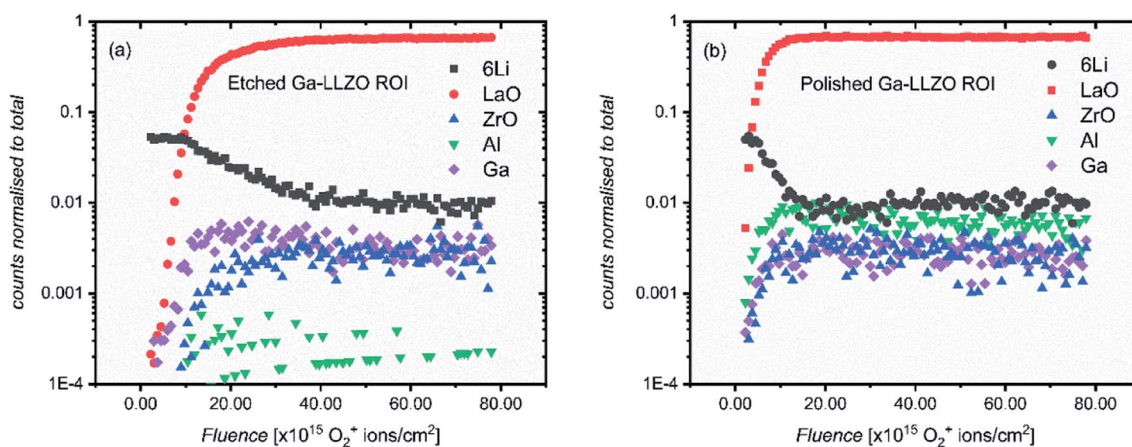 (a)
Etched Ga-LLZO ROI
6Li
LaO
ZrO
Al
Ga
counts normalised to total
1
0.1
0.01
0.001
1E-4
0.00
20.00
40.00
60.00
80.00
Fluence [x10¹⁵ O₂⁺ ions/cm²]
(b)
Polished Ga-LLZO ROI
6Li
LaO
ZrO
Al
Ga
counts normalised to total
1
0.1
0.01
0.001
1E-4
0.00
20.00
40.00
60.00
80.00
Fluence [x10¹⁵ O₂⁺ ions/cm²]